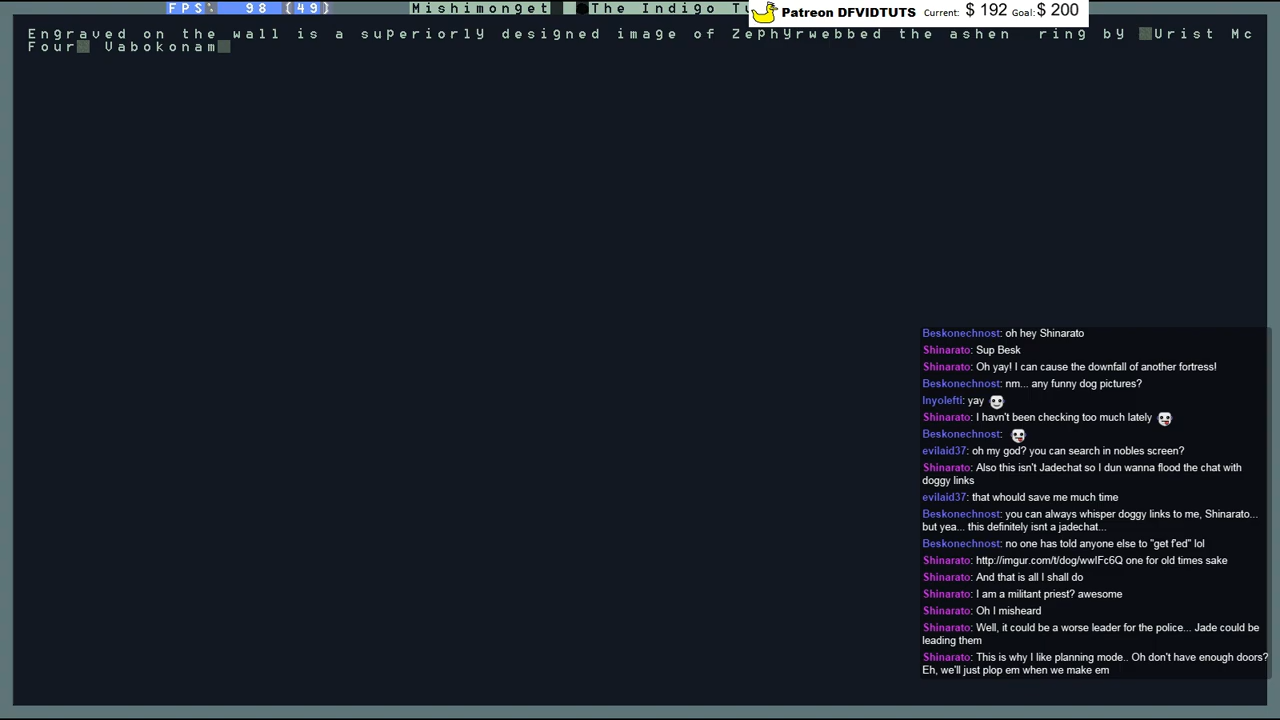 FPS: 98 (49) Mishimonget The Indigo Tu
Patreon DFVIDTUTS Current: $ 192 Goal: $ 200
Engraved on the wall is a superiorly designed image of Zephyrwebbed the ashen ring by Urist Mc
Four Vabokonam
Beskonechnost: oh hey Shinarato
Shinarato: Sup Besk
Shinarato: Oh yay! I can cause the downfall of another fortress!
Beskonechnost: nm... any funny dog pictures?
Inyolefti: yay
Shinarato: I havn't been checking too much lately
Beskonechnost:
evilaid37: oh my god? you can search in nobles screen?
Shinarato: Also this isn't Jadechat so I dun wanna flood the chat with
doggy links
evilaid37: that whould save me much time
Beskonechnost: you can always whisper doggy links to me, Shinarato...
but yea... this definitely isnt a jadechat...
Beskonechnost: no one has told anyone else to "get f'ed" lol
Shinarato: http://imgur.com/t/dog/wwIFc6Q one for old times sake
Shinarato: And that is all I shall do
Shinarato: I am a militant priest? awesome
Shinarato: Oh I misheard
Shinarato: Well, it could be a worse leader for the police... Jade could be
leading them
Shinarato: This is why I like planning mode.. Oh don't have enough doors?
Eh, we'll just plop em when we make em